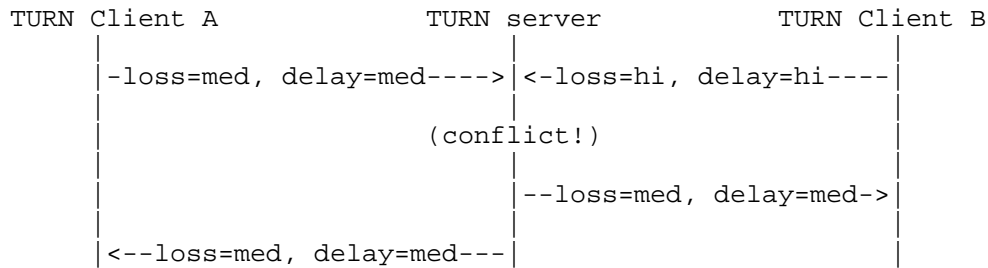 TURN Client A TURN server TURN Client B
|-loss=med, delay=med---->|<-loss=hi, delay=hi----|
(conflict!)
|--loss=med, delay=med->|
|<--loss=med, delay=med---|